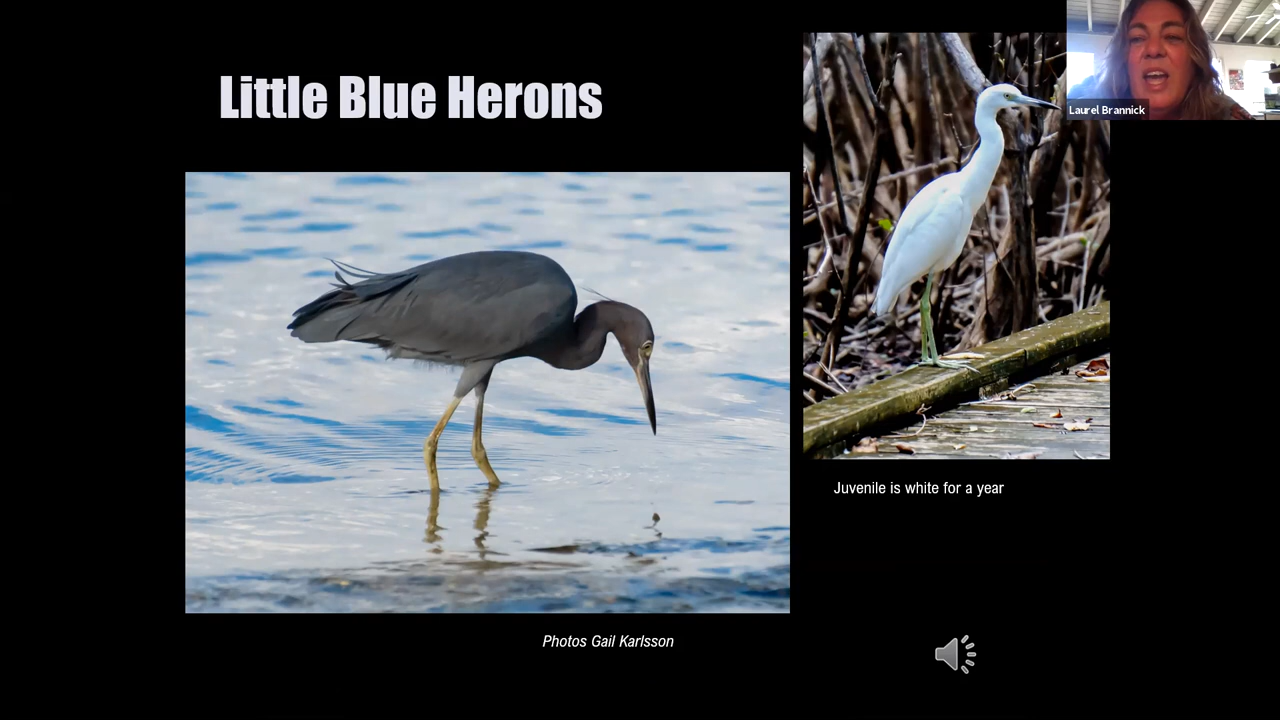 Little Blue Herons
Laurel Brannick
Juvenile is white for a year
Photos Gail Karlsson